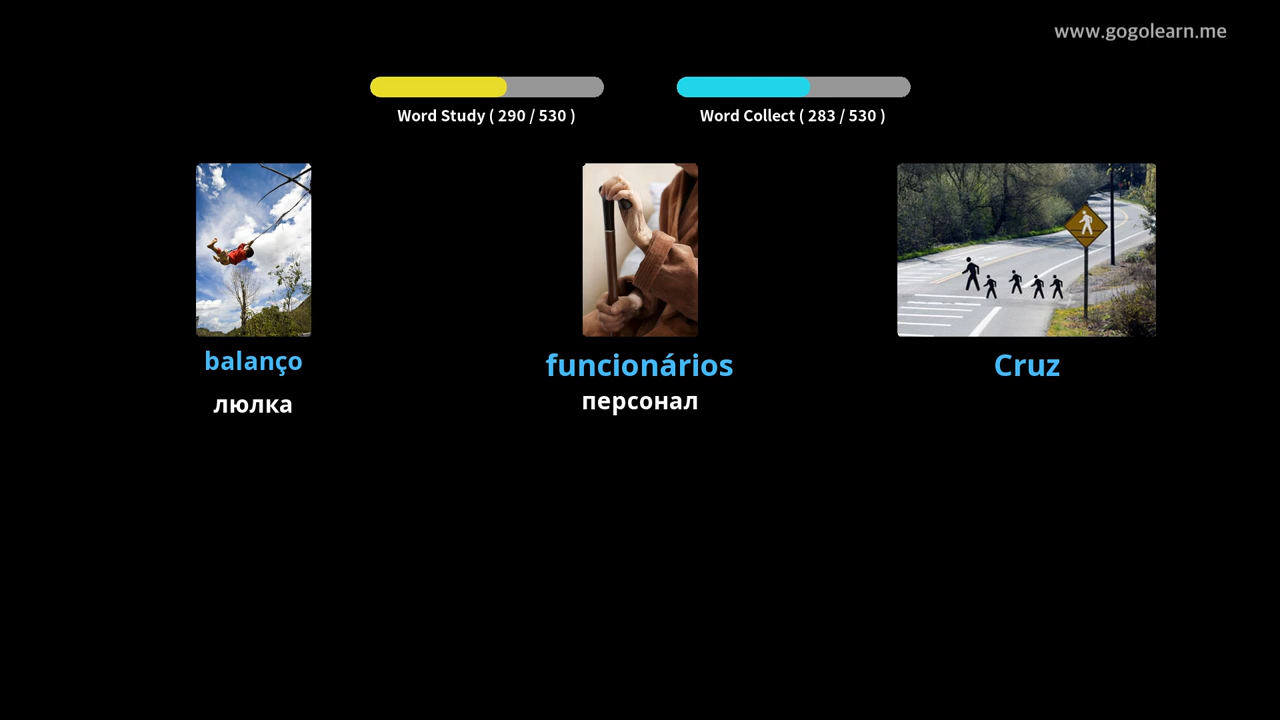 www.gogolearn.me
Word Study ( 290 / 530 )
Word Collect ( 283 / 530 )
balanço
funcionários
Cruz
люлка
персонал